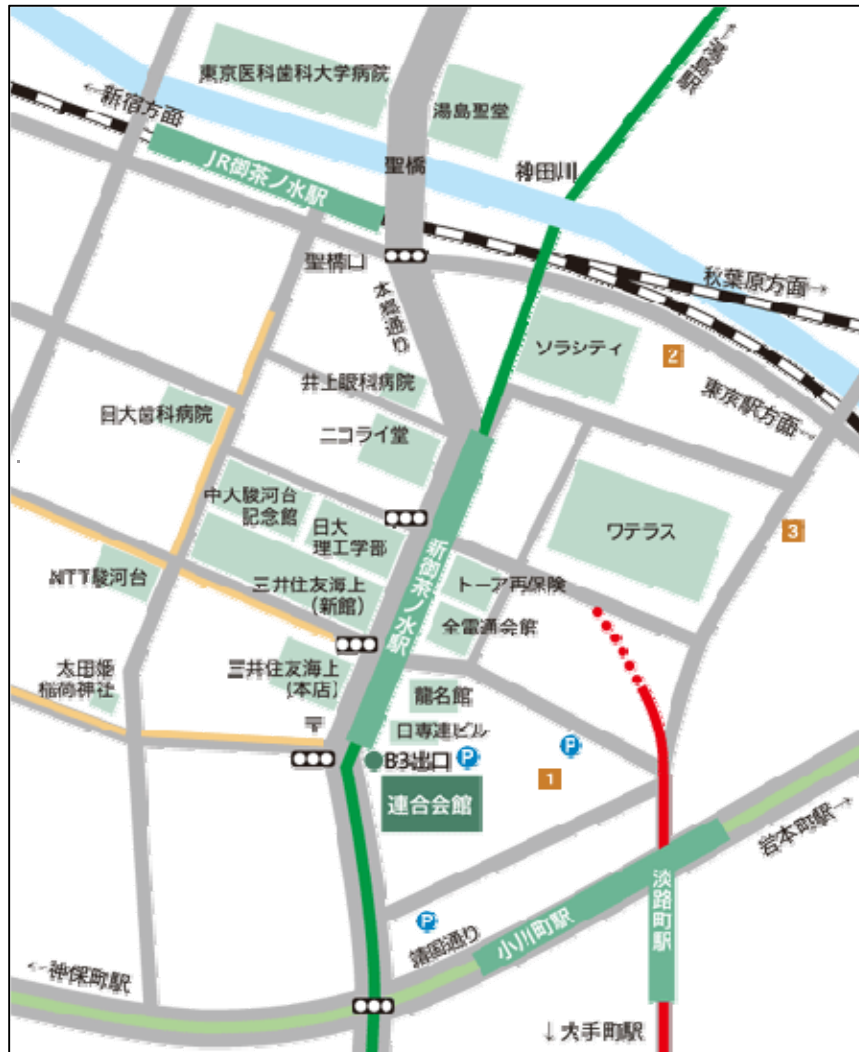 東京医科歯科大学病院
←湯島駅
←新宿方面
湯島聖堂
JR御茶ノ水駅
聖橋
神田川
聖橋口
秋葉原方面→
本郷通り
ソラシティ
2
井上眼科病院
東京駅方面→
日大歯科病院
ニコライ堂
中大駿河台
記念館
日大
理工学部
ワテラス
3
新御茶ノ水駅
NTT駿河台
三井住友海上
(新館)
トーア再保険
全電通会館
太田姫
稲荷神社
三井住友海上
(本店)
龍名館
〒
日専連ビル
B3出口
P
P
1
連合会館
岩本町駅→
淡路町駅
P
靖国通り
小川町駅
←神保町駅
↓大手町駅